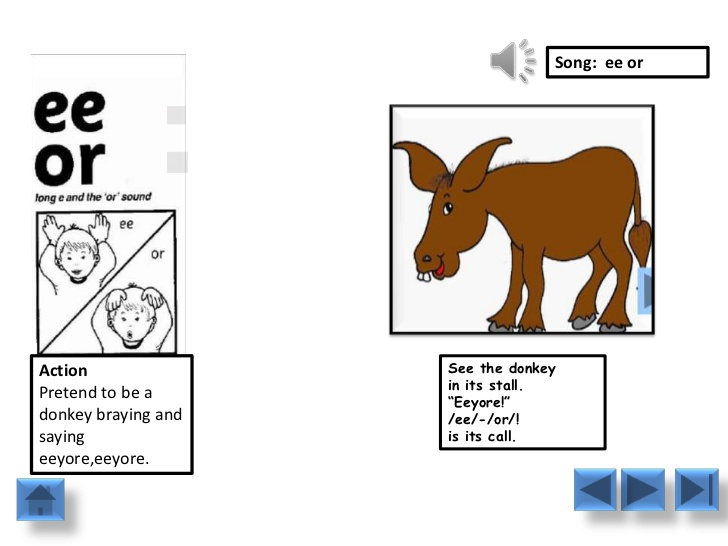 Song: ee or
ee
or
long e and the ‘or’ sound
ee
or
Action
Pretend to be a
donkey braying and
saying
eeyore,eeyore.
See the donkey
in its stall.
“Eeyore!”
/ee/-/or/!
is its call.